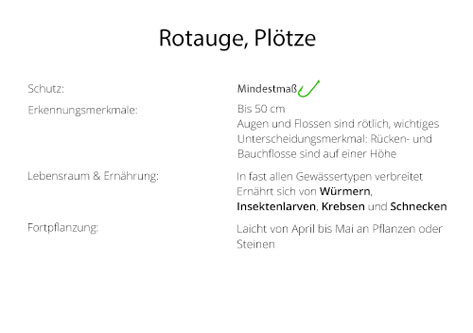 Rotauge, Plötze
Schutz: Mindestmaß
Erkennungsmerkmale: Bis 50 cm
Augen und Flossen sind rötlich, wichtiges
Unterscheidungsmerkmal: Rücken- und
Bauchflosse sind auf einer Höhe
Lebensraum & Ernährung: In fast allen Gewässertypen verbreitet
Ernährt sich von Würmern,
Insektenlarven, Krebsen und Schnecken
Fortpflanzung: Laicht von April bis Mai an Pflanzen oder
Steinen